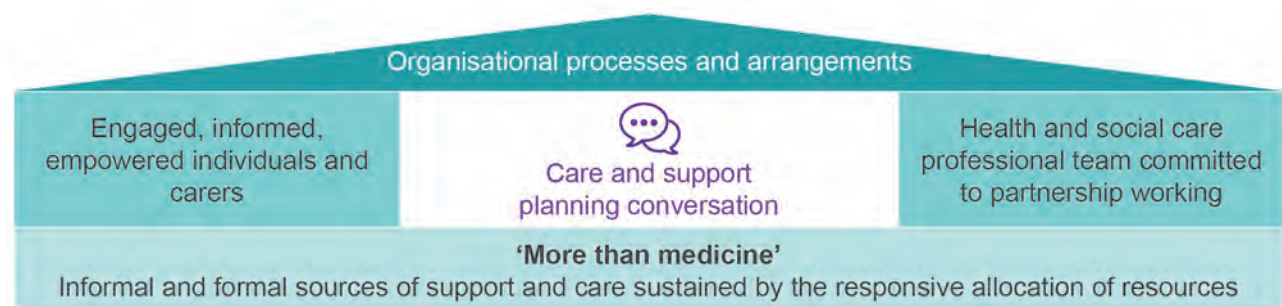 Organisational processes and arrangements
Engaged, informed,
empowered individuals and
carers
Care and support
planning conversation
Health and social care
professional team committed
to partnership working
‘More than medicine’
Informal and formal sources of support and care sustained by the responsive allocation of resources